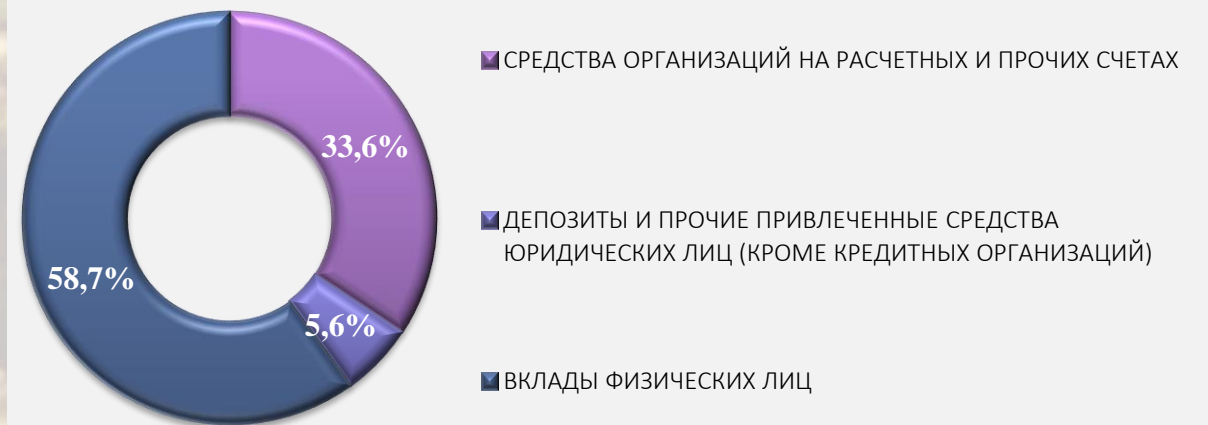 СРЕДСТВА ОРГАНИЗАЦИЙ НА РАСЧЕТНЫХ И ПРОЧИХ СЧЕТАХ
33,6%
ДЕПОЗИТЫ И ПРОЧИЕ ПРИВЛЕЧЕННЫЕ СРЕДСТВА
ЮРИДИЧЕСКИХ ЛИЦ (КРОМЕ КРЕДИТНЫХ ОРГАНИЗАЦИЙ)
58,7%
5,6%
ВКЛАДЫ ФИЗИЧЕСКИХ ЛИЦ